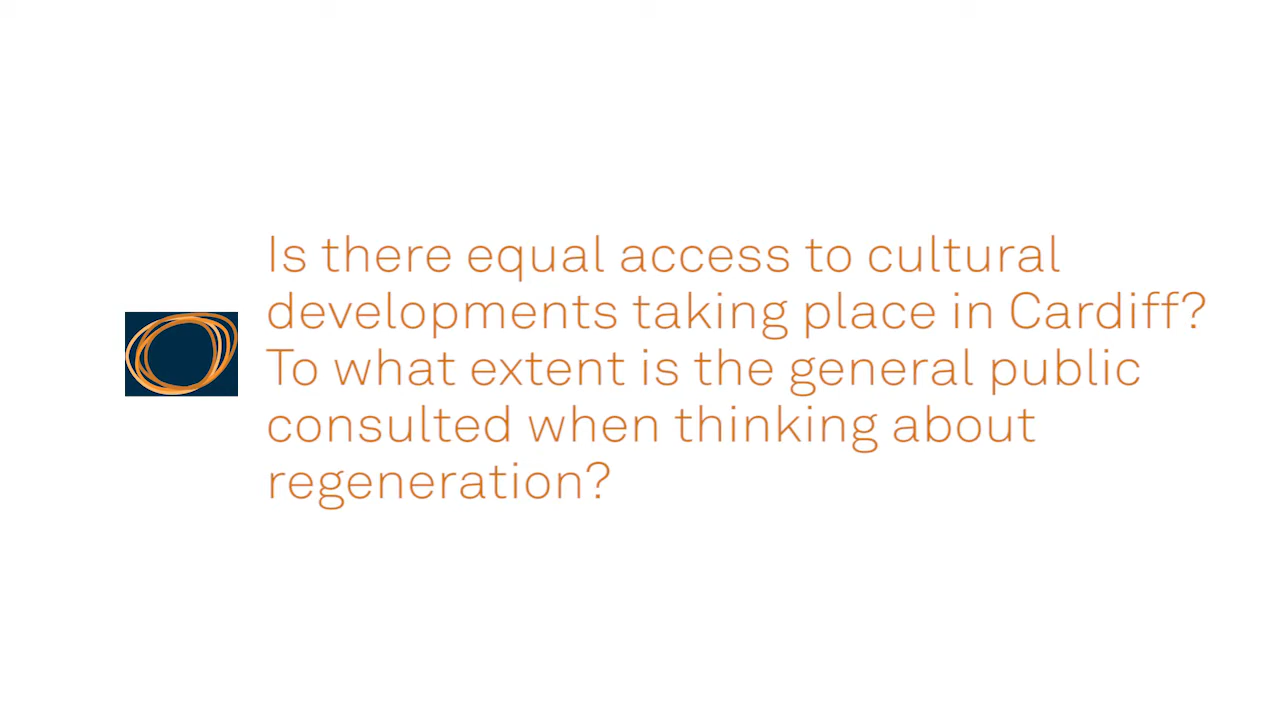 Is there equal access to cultural
developments taking place in Cardiff?
To what extent is the general public
consulted when thinking about
regeneration?